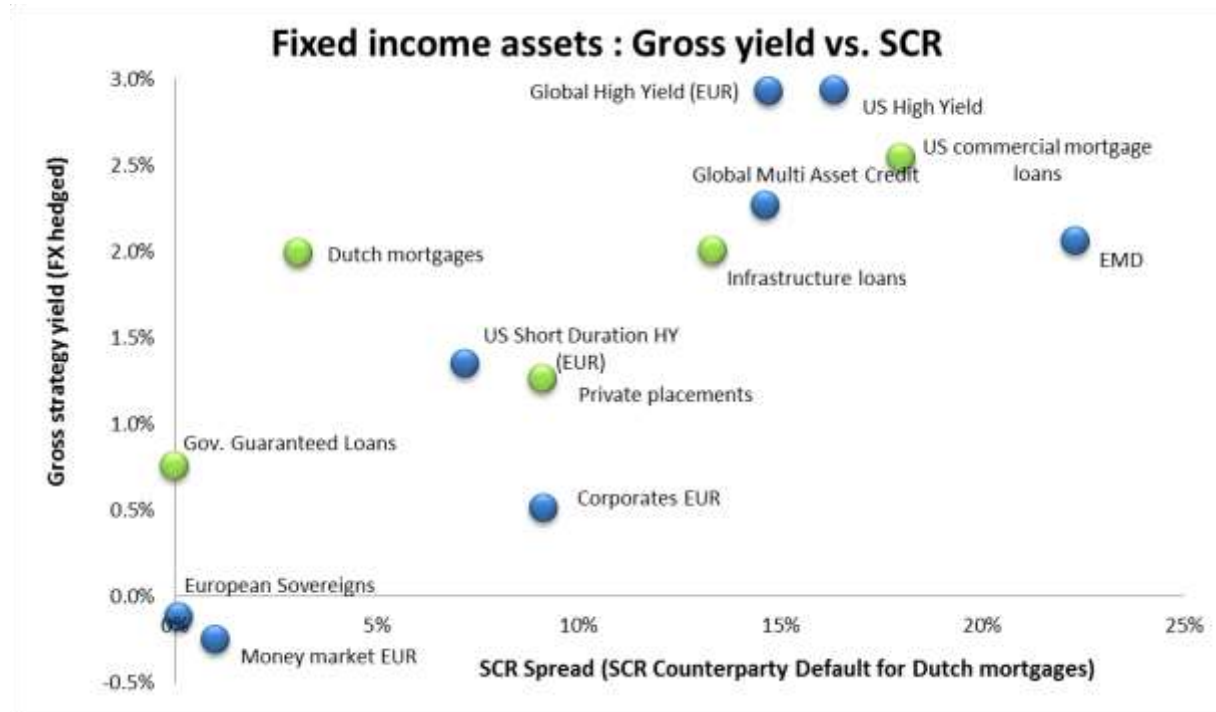 Fixed income assets : Gross yield vs. SCR
3.0%
Global High Yield (EUR)
US High Yield
2.5%
US commercial mortgage
loans
Global Multi Asset Credit
2.0%
Dutch mortgages
EMD
Infrastructure loans
Gross strategy yield (FX hedged)
1.5%
US Short Duration HY
(EUR)
Private placements
1.0%
Gov. Guaranteed Loans
0.5%
Corporates EUR
European Sovereigns
0.0%
0%
5%
10%
15%
20%
25%
Money market EUR
SCR Spread (SCR Counterparty Default for Dutch mortgages)
-0.5%